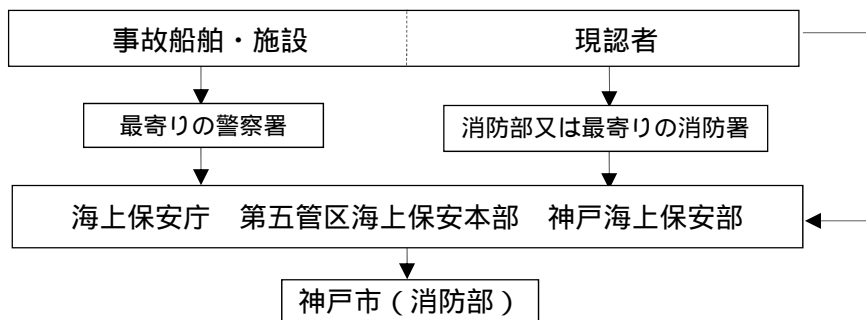 事故船舶・施設 現認者
最寄りの警察署 消防部又は最寄りの消防署
海上保安庁 第五管区海上保安本部 神戸海上保安部
神戸市（消防部）